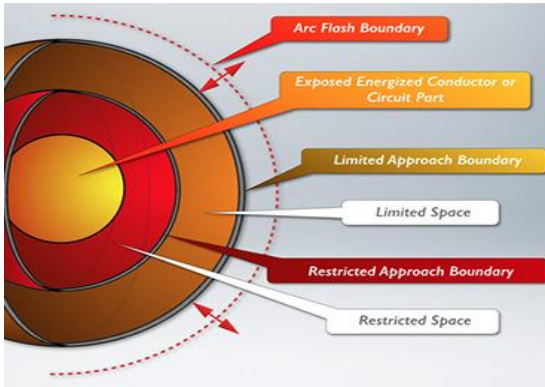 Arc Flash Boundary
Exposed Energized Conductor or
Circuit Part
Limited Approach Boundary
Limited Space
Restricted Approach Boundary
Restricted Space